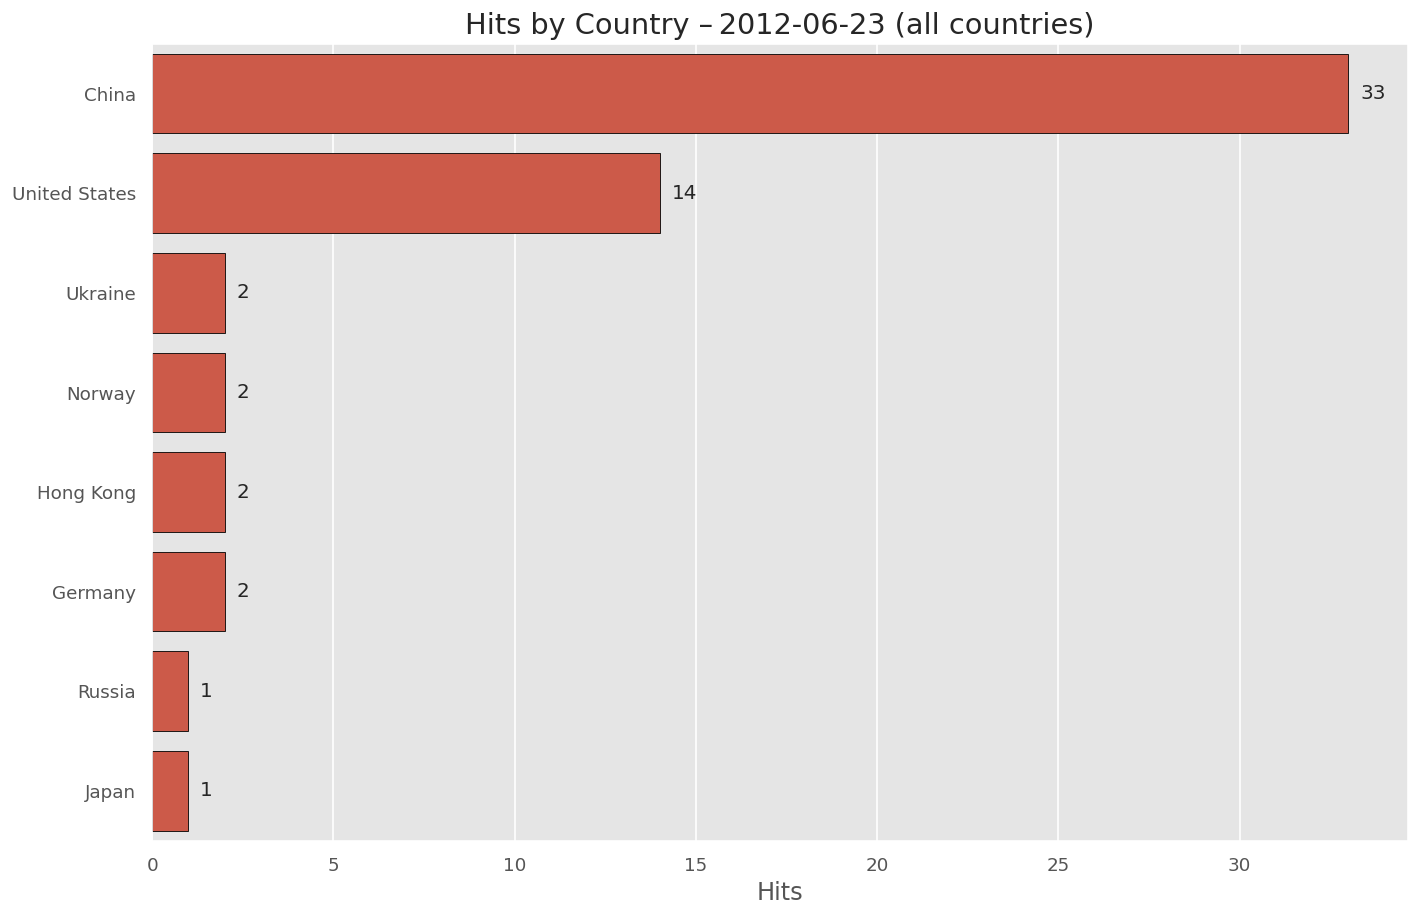 Hits by Country – 2012-06-23 (all countries)
China 33
United States 14
Ukraine 2
Norway 2
Hong Kong 2
Germany 2
Russia 1
Japan 1
0 5 10 15 20 25 30
Hits